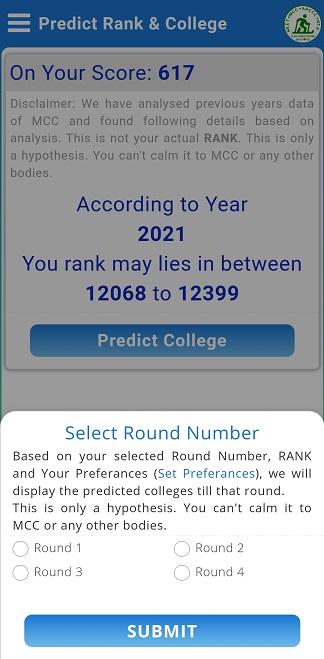 Predict Rank & College
On Your Score: 617
Disclaimer: We have analysed previous years data
of MCC and found following details based on
analysis. This is not your actual RANK. This is only
a hypothesis. You can't calm it to MCC or any other
bodies.
According to Year
2021
You rank may lies in between
12068 to 12399
Predict College
Select Round Number
Based on your selected Round Number, RANK
and Your Preferances (Set Preferances), we will
display the predicted colleges till that round.
This is only a hypothesis. You can't calm it to
MCC or any other bodies.
Round 1 Round 2
Round 3 Round 4
SUBMIT